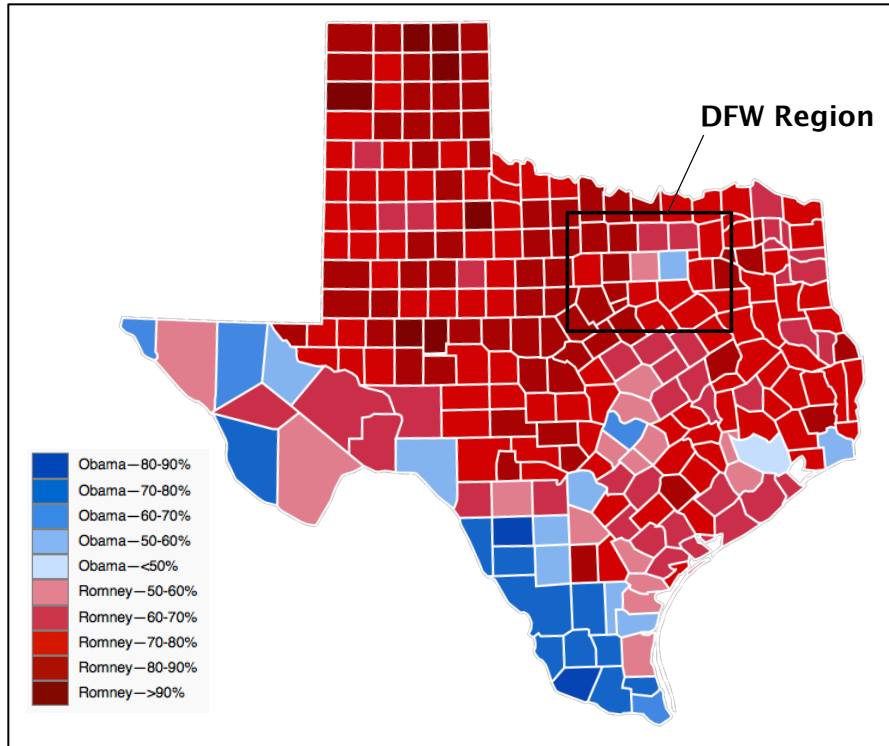 DFW Region
Obama—80-90%
Obama—70-80%
Obama—60-70%
Obama—50-60%
Obama—<50%
Romney—50-60%
Romney—60-70%
Romney—70-80%
Romney—80-90%
Romney—>90%